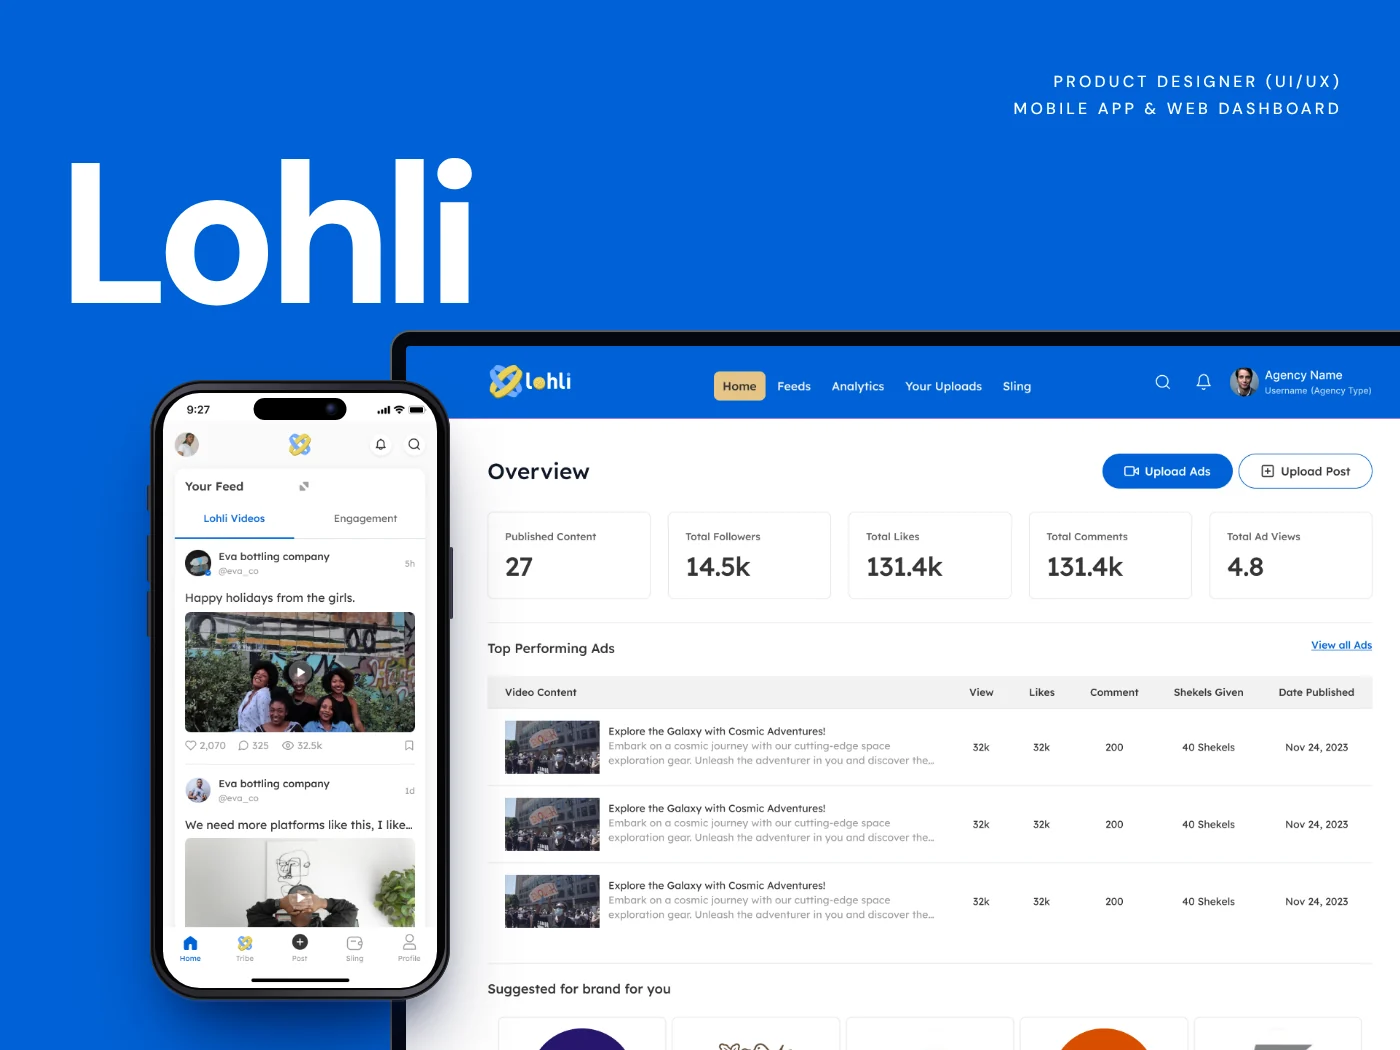 PRODUCT DESIGNER (UI/UX)
MOBILE APP & WEB DASHBOARD
Lohli
9:27
Your Feed
Lohli Videos
Engagement
Eva bottling company
@eva_co
5h
Happy holidays from the girls.
2,070
325
32.5k
Eva bottling company
@eva_co
1d
We need more platforms like this, I like...
Home
Tribe
Post
Sling
Profile
lohli
Home
Feeds
Analytics
Your Uploads
Sling
Agency Name
Username (Agency Type)
Overview
Upload Ads
Upload Post
Published Content
27
Total Followers
14.5k
Total Likes
131.4k
Total Comments
131.4k
Total Ad Views
4.8
Top Performing Ads
View all Ads
Video Content
View
Likes
Comment
Shekels Given
Date Published
Explore the Galaxy with Cosmic Adventures!
Embark on a cosmic journey with our cutting-edge space
exploration gear. Unleash the adventurer in you and discover the...
32k
32k
200
40 Shekels
Nov 24, 2023
Explore the Galaxy with Cosmic Adventures!
Embark on a cosmic journey with our cutting-edge space
exploration gear. Unleash the adventurer in you and discover the...
32k
32k
200
40 Shekels
Nov 24, 2023
Explore the Galaxy with Cosmic Adventures!
Embark on a cosmic journey with our cutting-edge space
exploration gear. Unleash the adventurer in you and discover the...
32k
32k
200
40 Shekels
Nov 24, 2023
Suggested for brand for you